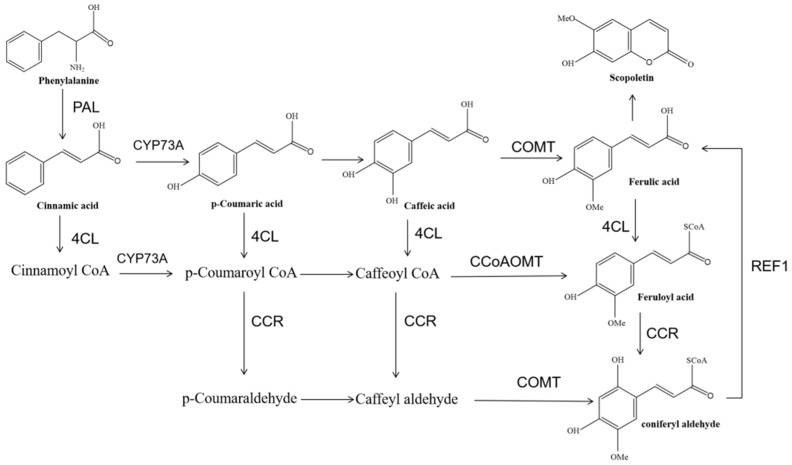 OH
O
NH₂
Phenylalanine
MeO
OH
O
O
Scopoletin
PAL
OH
O
Cinnamic acid
CYP73A
OH
O
OH
p-Coumaric acid
OH
O
OH
OH
Caffeic acid
COMT
OH
O
OH
OMe
Ferulic acid
4CL
4CL
4CL
4CL
Cinnamoyl CoA
CYP73A
p-Coumaroyl CoA
Caffeoyl CoA
CCoAOMT
SCoA
O
OH
OMe
Feruloyl acid
REF1
CCR
CCR
CCR
p-Coumaraldehyde
Caffeyl aldehyde
COMT
OH
SCoA
O
OH
OMe
coniferyl aldehyde